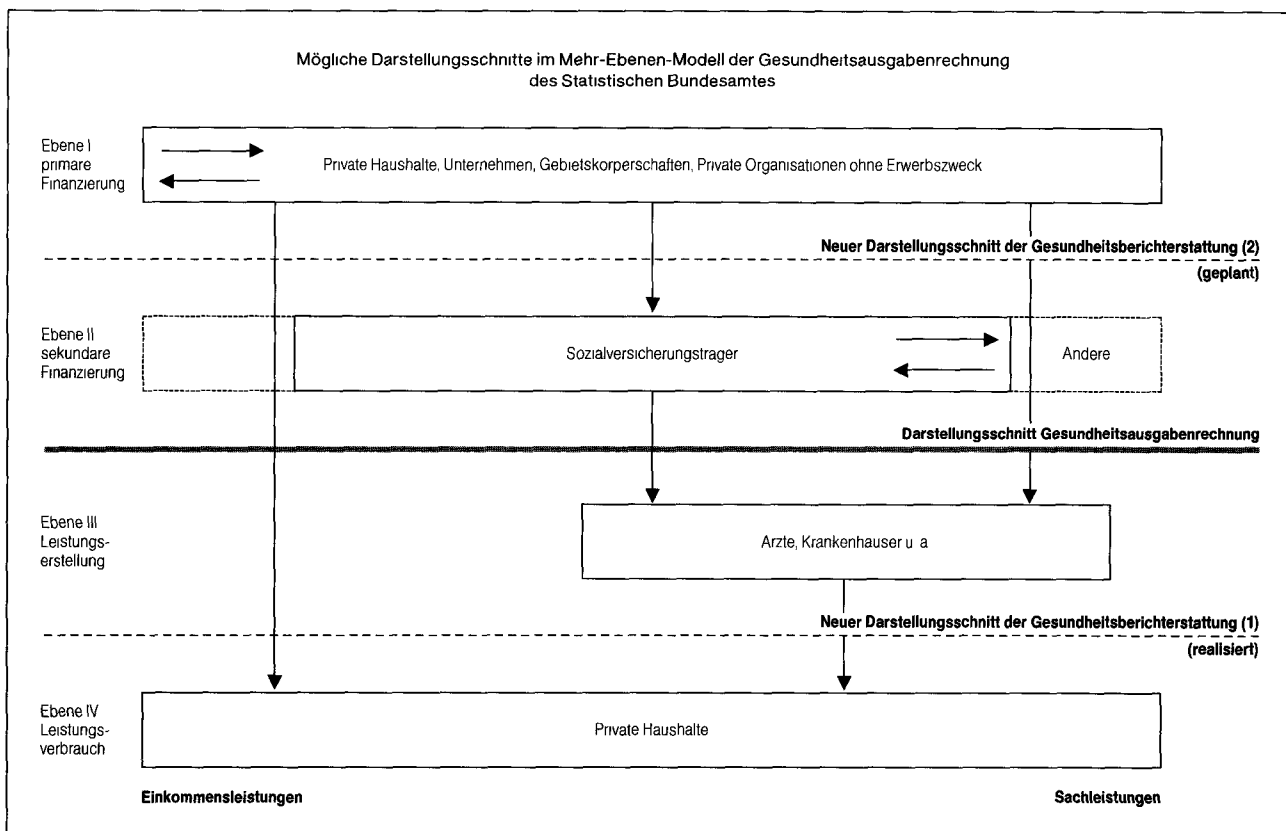 Mögliche Darstellungsschnitte im Mehr-Ebenen-Modell der Gesundheitsausgabenrechnung
des Statistischen Bundesamtes
Ebene I
primare
Finanzierung
Private Haushalte, Unternehmen, Gebietskorperschaften, Private Organisationen ohne Erwerbszweck
Neuer Darstellungsschnitt der Gesundheitsberichterstattung (2)
(geplant)
Ebene II
sekundare
Finanzierung
Sozialversicherungstrager
Andere
Darstellungsschnitt Gesundheitsausgabenrechnung
Ebene III
Leistungs-
erstellung
Arzte, Krankenhauser u a
Neuer Darstellungsschnitt der Gesundheitsberichterstattung (1)
(realisiert)
Ebene IV
Leistungs-
verbrauch
Private Haushalte
Einkommensleistungen
Sachleistungen